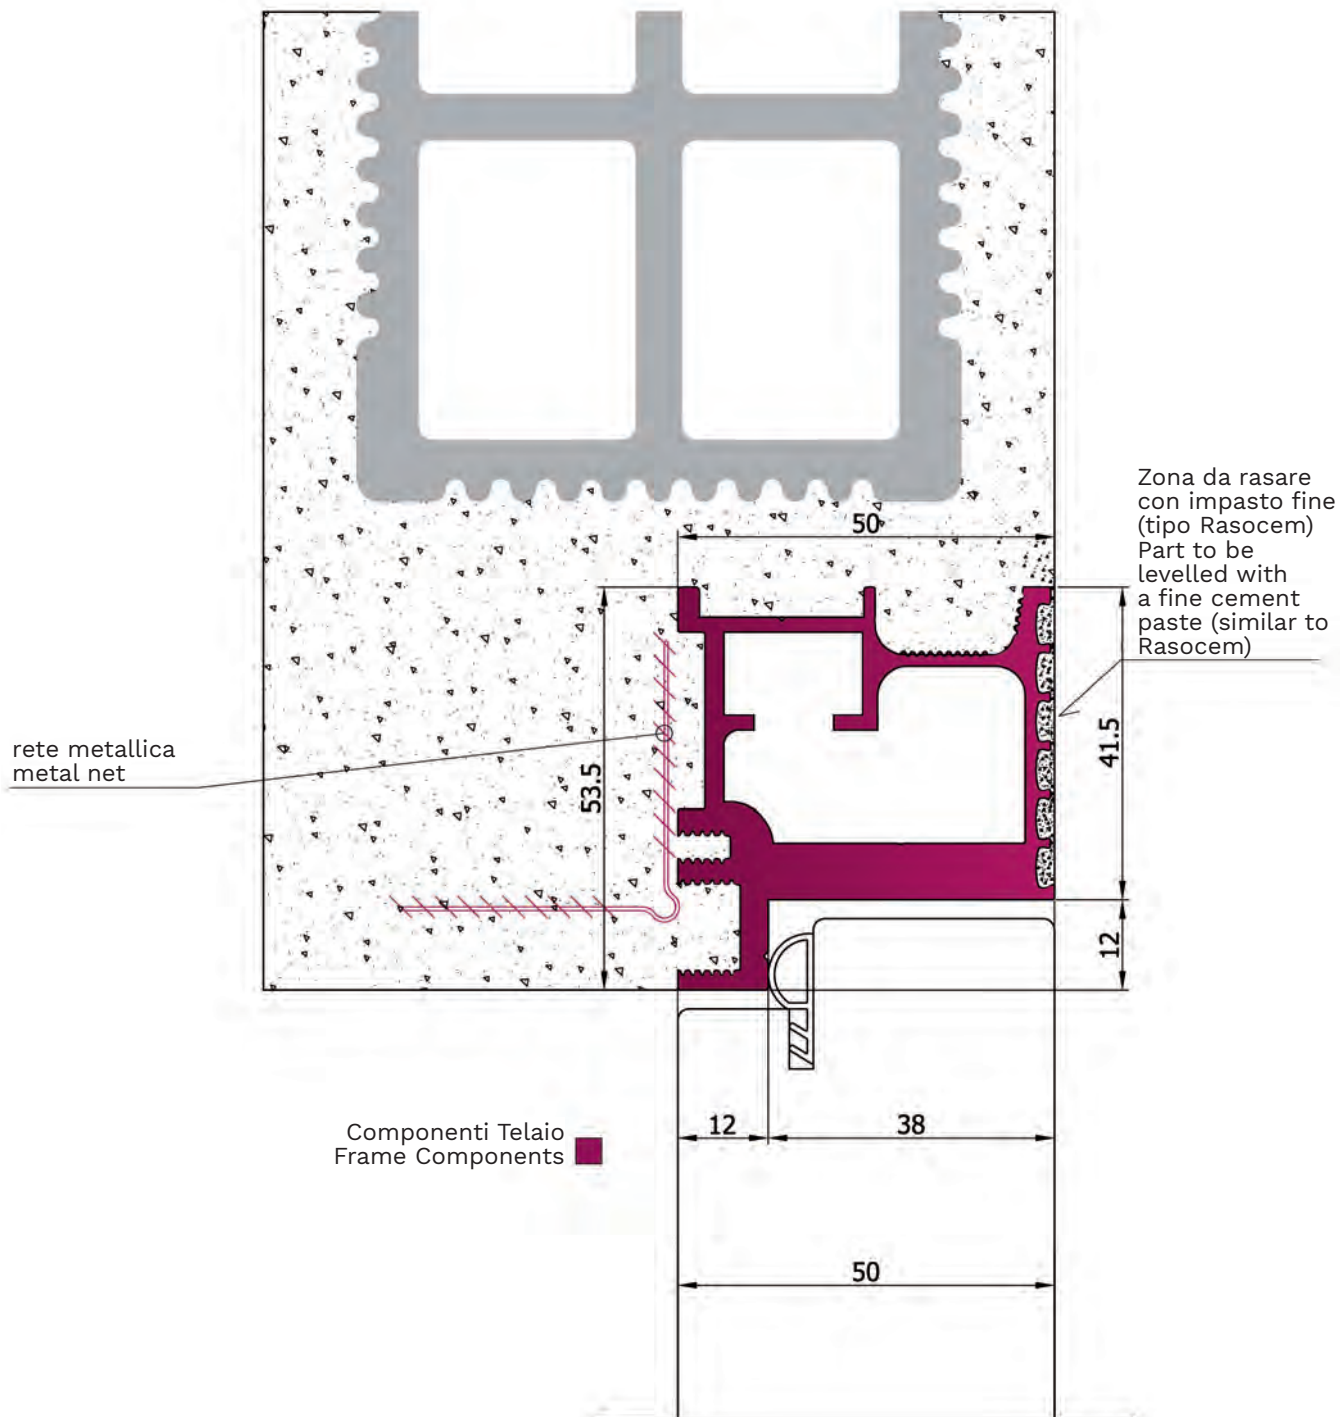 Zona da rasare
con impasto fine
(tipo Rasocem)
Part to be
levelled with
a fine cement
paste (similar to
Rasocem)
50
53.5
41.5
rete metallica
metal net
12
12
38
Componenti Telaio
Frame Components
50